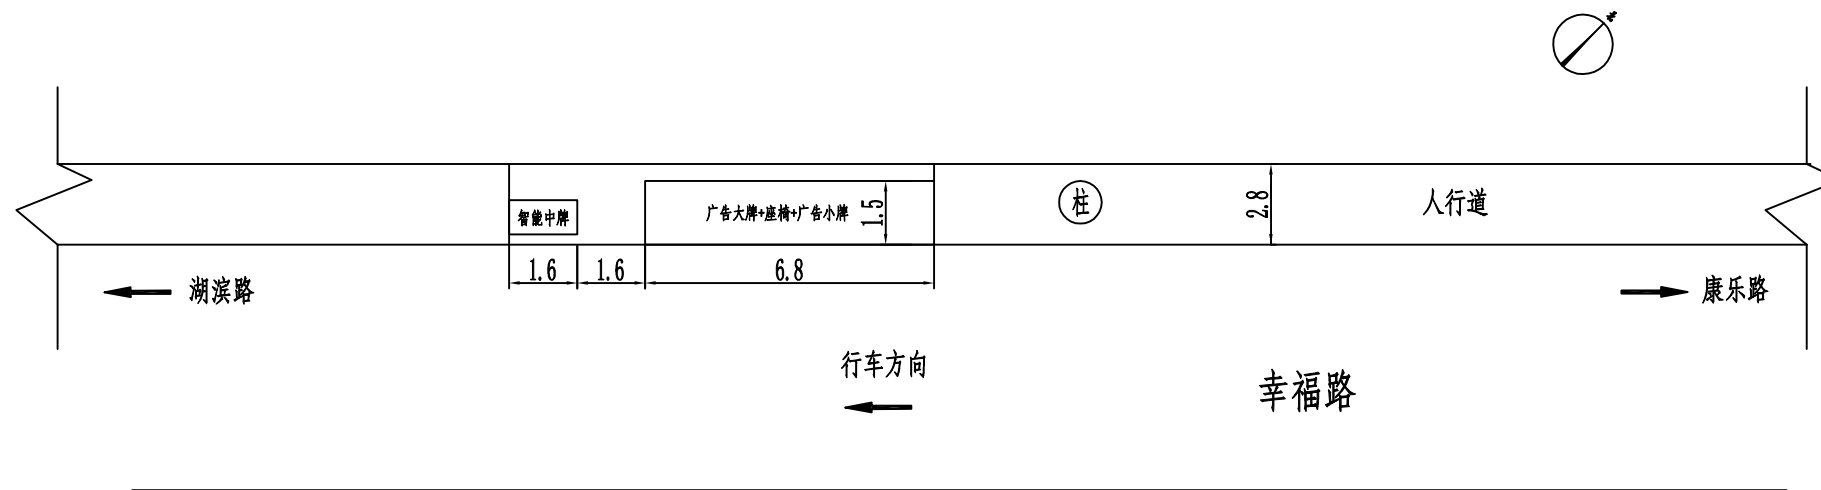 智能中牌
广告大牌+座椅+广告小牌
1.5
柱
2.8
人行道
1.6
1.6
6.8
湖滨路
康乐路
行车方向
幸福路